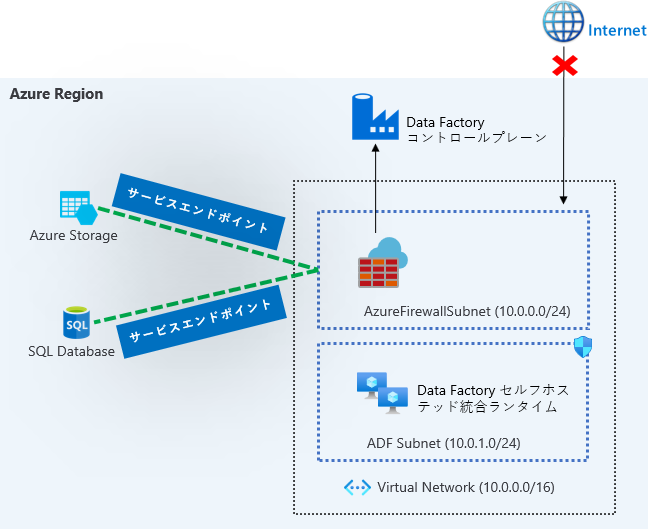 Internet
Azure Region
Data Factory
コントロールプレーン
サービスエンドポイント
Azure Storage
サービスエンドポイント
SQL
SQL Database
AzureFirewallSubnet (10.0.0.0/24)
Data Factory セルフホス
テッド統合ランタイム
ADF Subnet (10.0.1.0/24)
Virtual Network (10.0.0.0/16)